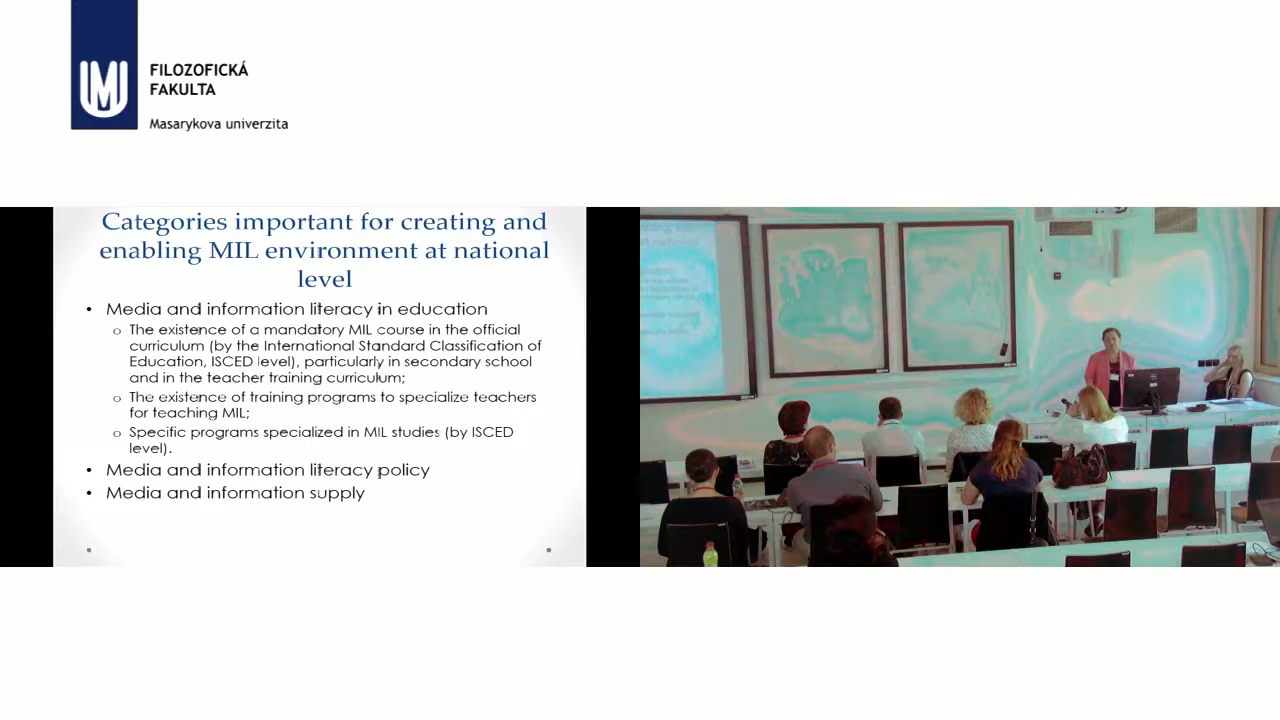 FILOZOFICKÁ
FAKULTA
Masarykova univerzita
Categories important for creating and
enabling MIL environment at national
level
• Media and information literacy in education
o The existence of a mandatory MIL course in the official
curriculum (by the International Standard Classification of
Education, ISCED level), particularly in secondary school
and in the teacher training curriculum;
o The existence of training programs to specialize teachers
for teaching MIL;
o Specific programs specialized in MIL studies (by ISCED
level).
• Media and information literacy policy
• Media and information supply